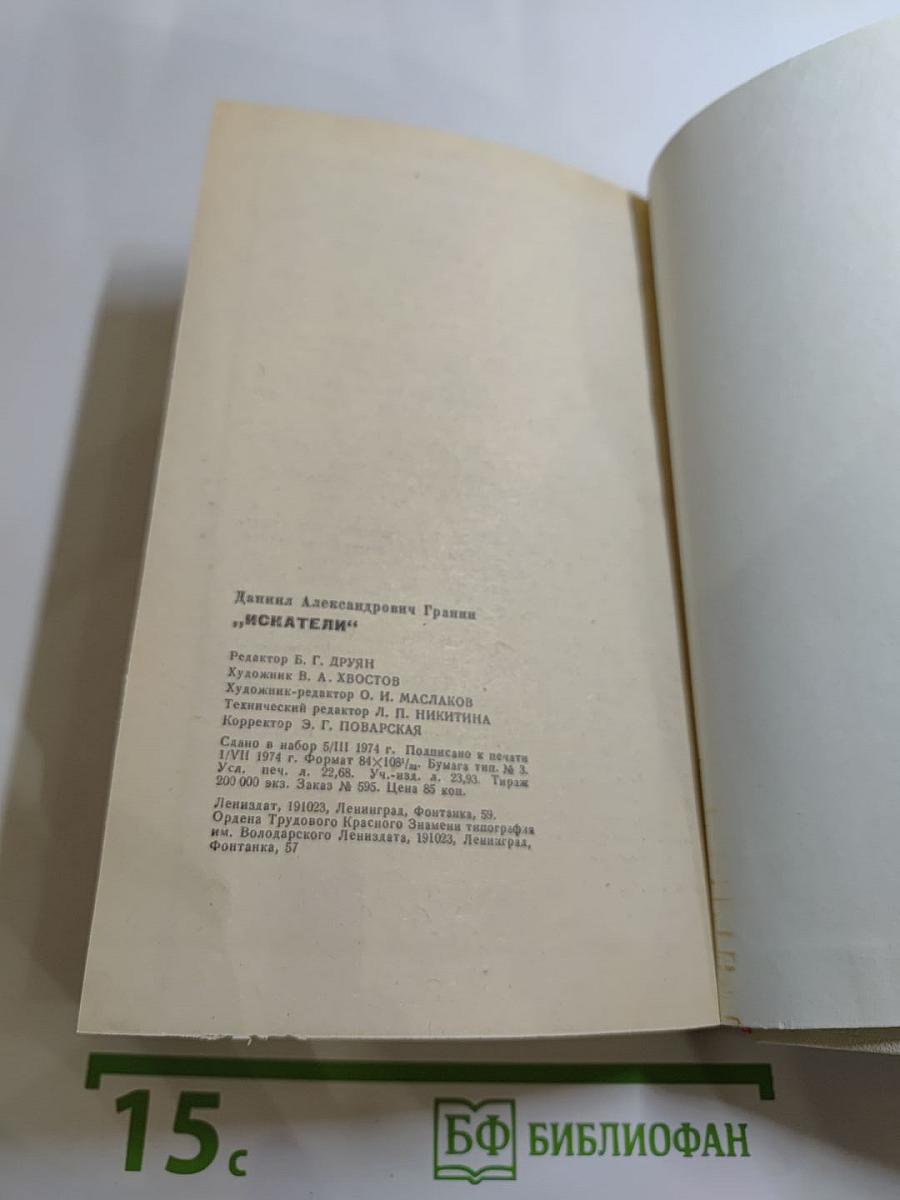 Даниил Александрович Гранин
„ИСКАТЕЛИ“
Редактор Б. Г. ДРУЯН
Художник В. А. ХВОСТОВ
Художник-редактор О. И. МАСЛАКОВ
Технический редактор Л. П. НИКИТИНА
Корректор Э. Г. ПОВАРСКАЯ
Сдано в набор 5/III 1974 г. Подписано к печати
1/VII 1974 г. Формат 84×108¹/₃₂. Бумага тип. № 3.
Усл. печ. л. 22,68. Уч.-изд. л. 23,93. Тираж
200 000 экз. Заказ № 595. Цена 85 коп.
Лениздат, 191023, Ленинград, Фонтанка, 59.
Ордена Трудового Красного Знамени типография
им. Володарского Лениздата, 191023, Ленинград,
Фонтанка, 57
15 с
БФ БИБЛИОФАН